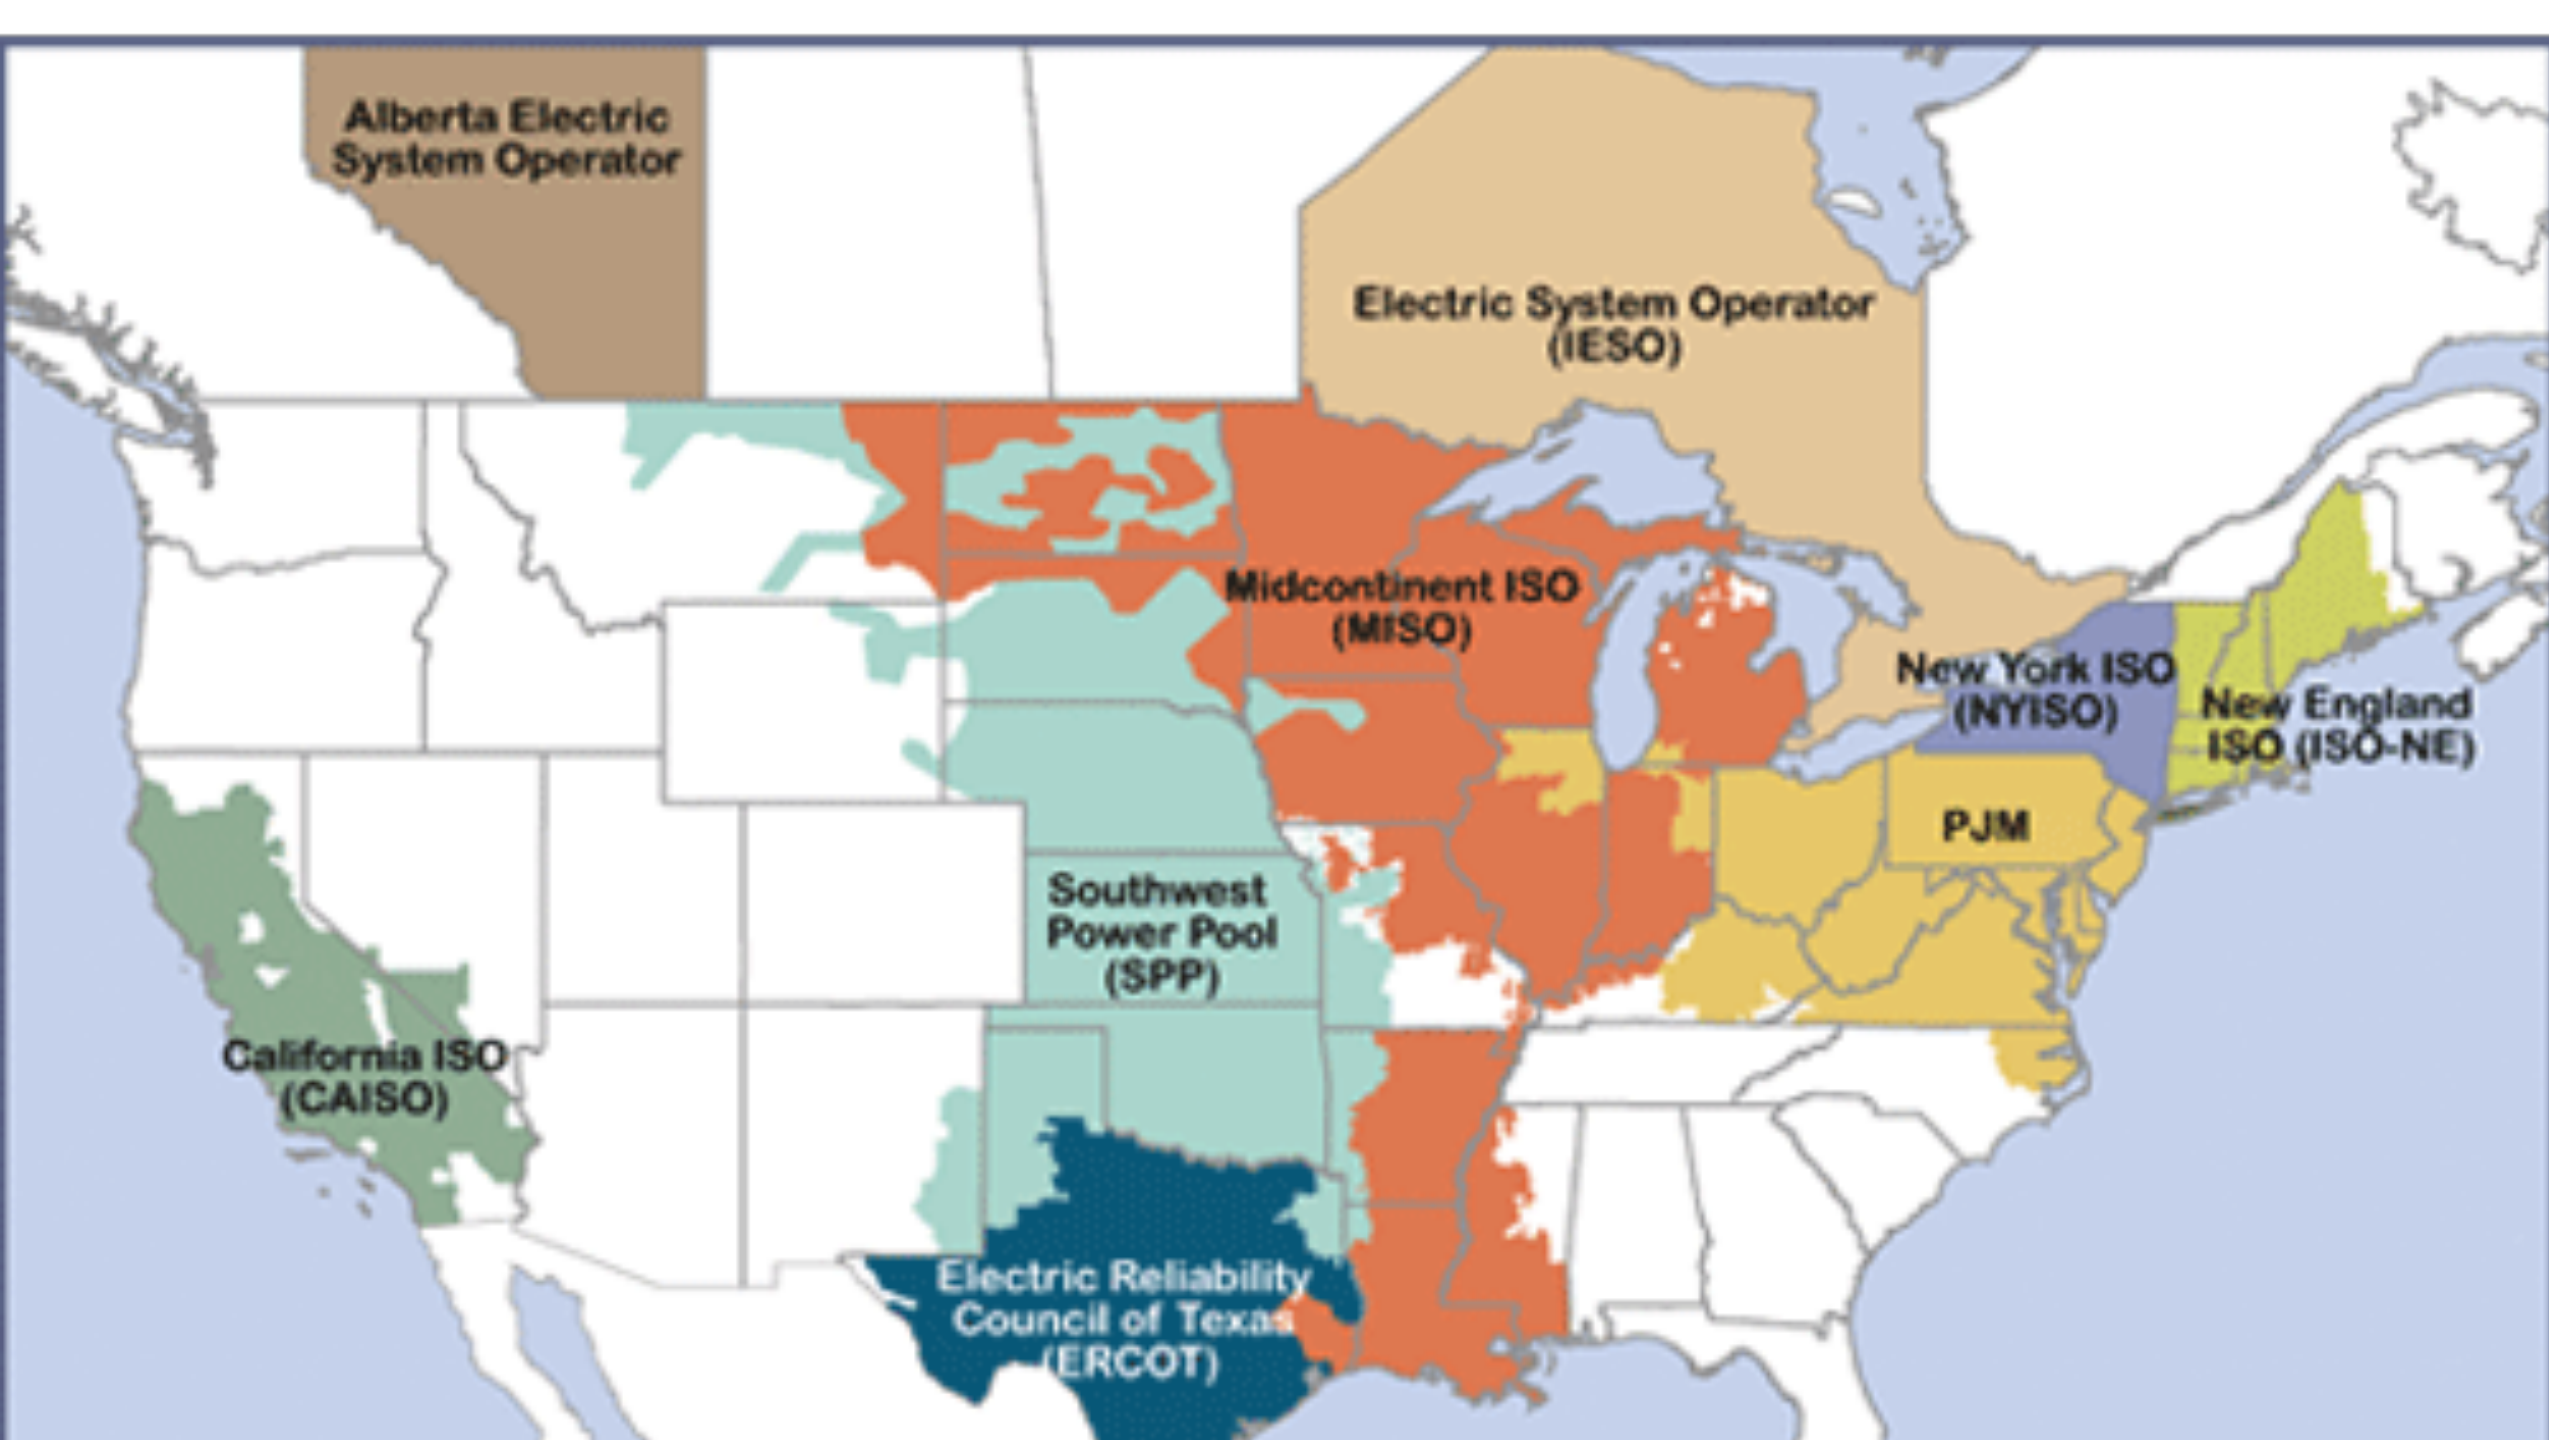 Alberta Electric
System Operator
Electric System Operator
(IESO)
Midcontinent ISO
(MISO)
New York ISO
(NYISO)
New England
ISO (ISO-NE)
PJM
Southwest
Power Pool
(SPP)
California ISO
(CAISO)
Electric Reliability
Council of Texas
(ERCOT)